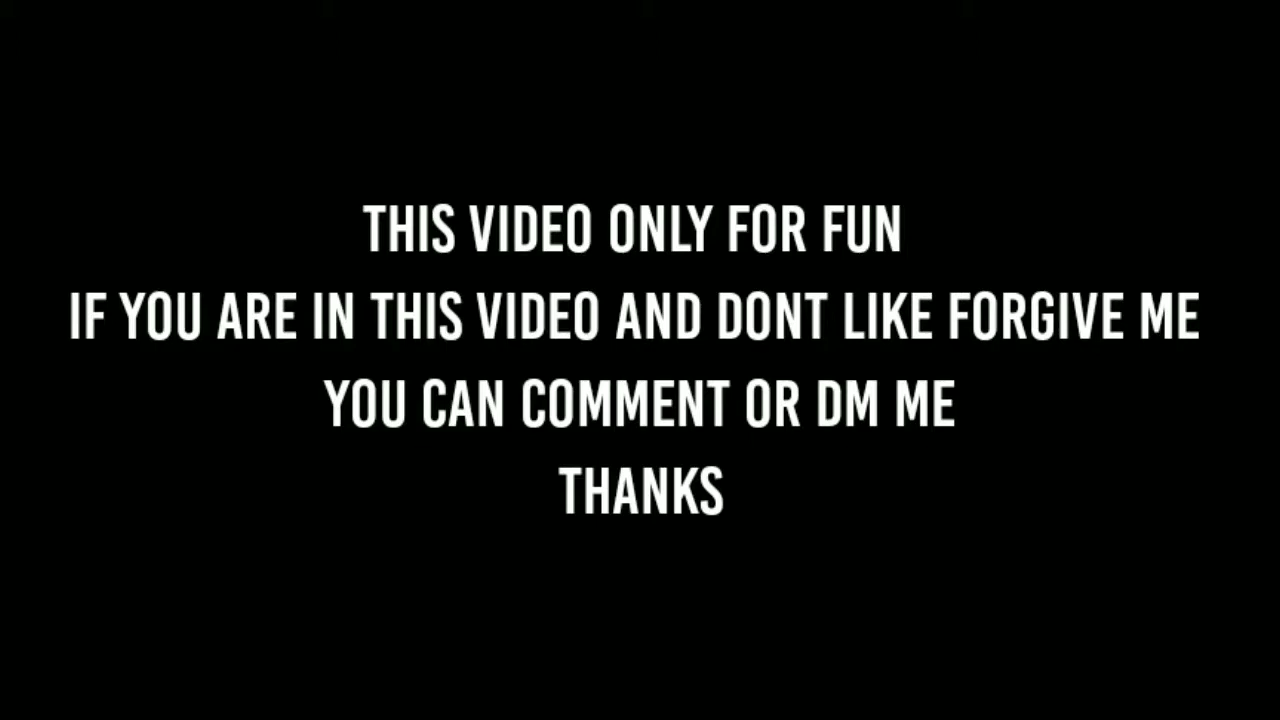 THIS VIDEO ONLY FOR FUN
IF YOU ARE IN THIS VIDEO AND DONT LIKE FORGIVE ME
YOU CAN COMMENT OR DM ME
THANKS